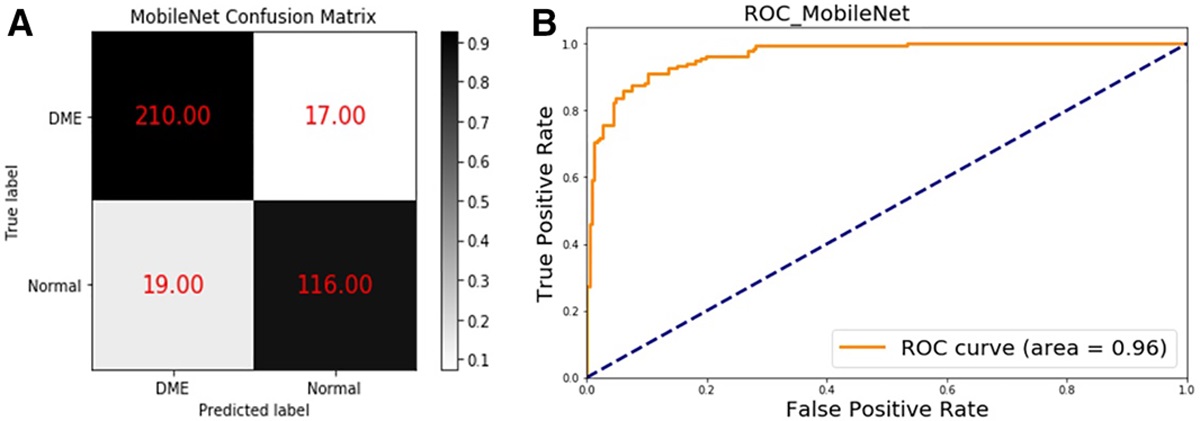 A
MobileNet Confusion Matrix
True label
DME
Normal
210.00
17.00
19.00
116.00
DME
Normal
Predicted label
0.9
0.8
0.7
0.6
0.5
0.4
0.3
0.2
0.1
B
ROC_MobileNet
True Positive Rate
1.0
0.8
0.6
0.4
0.2
0.0
ROC curve (area = 0.96)
0.0
0.2
0.4
0.6
0.8
1.0
False Positive Rate